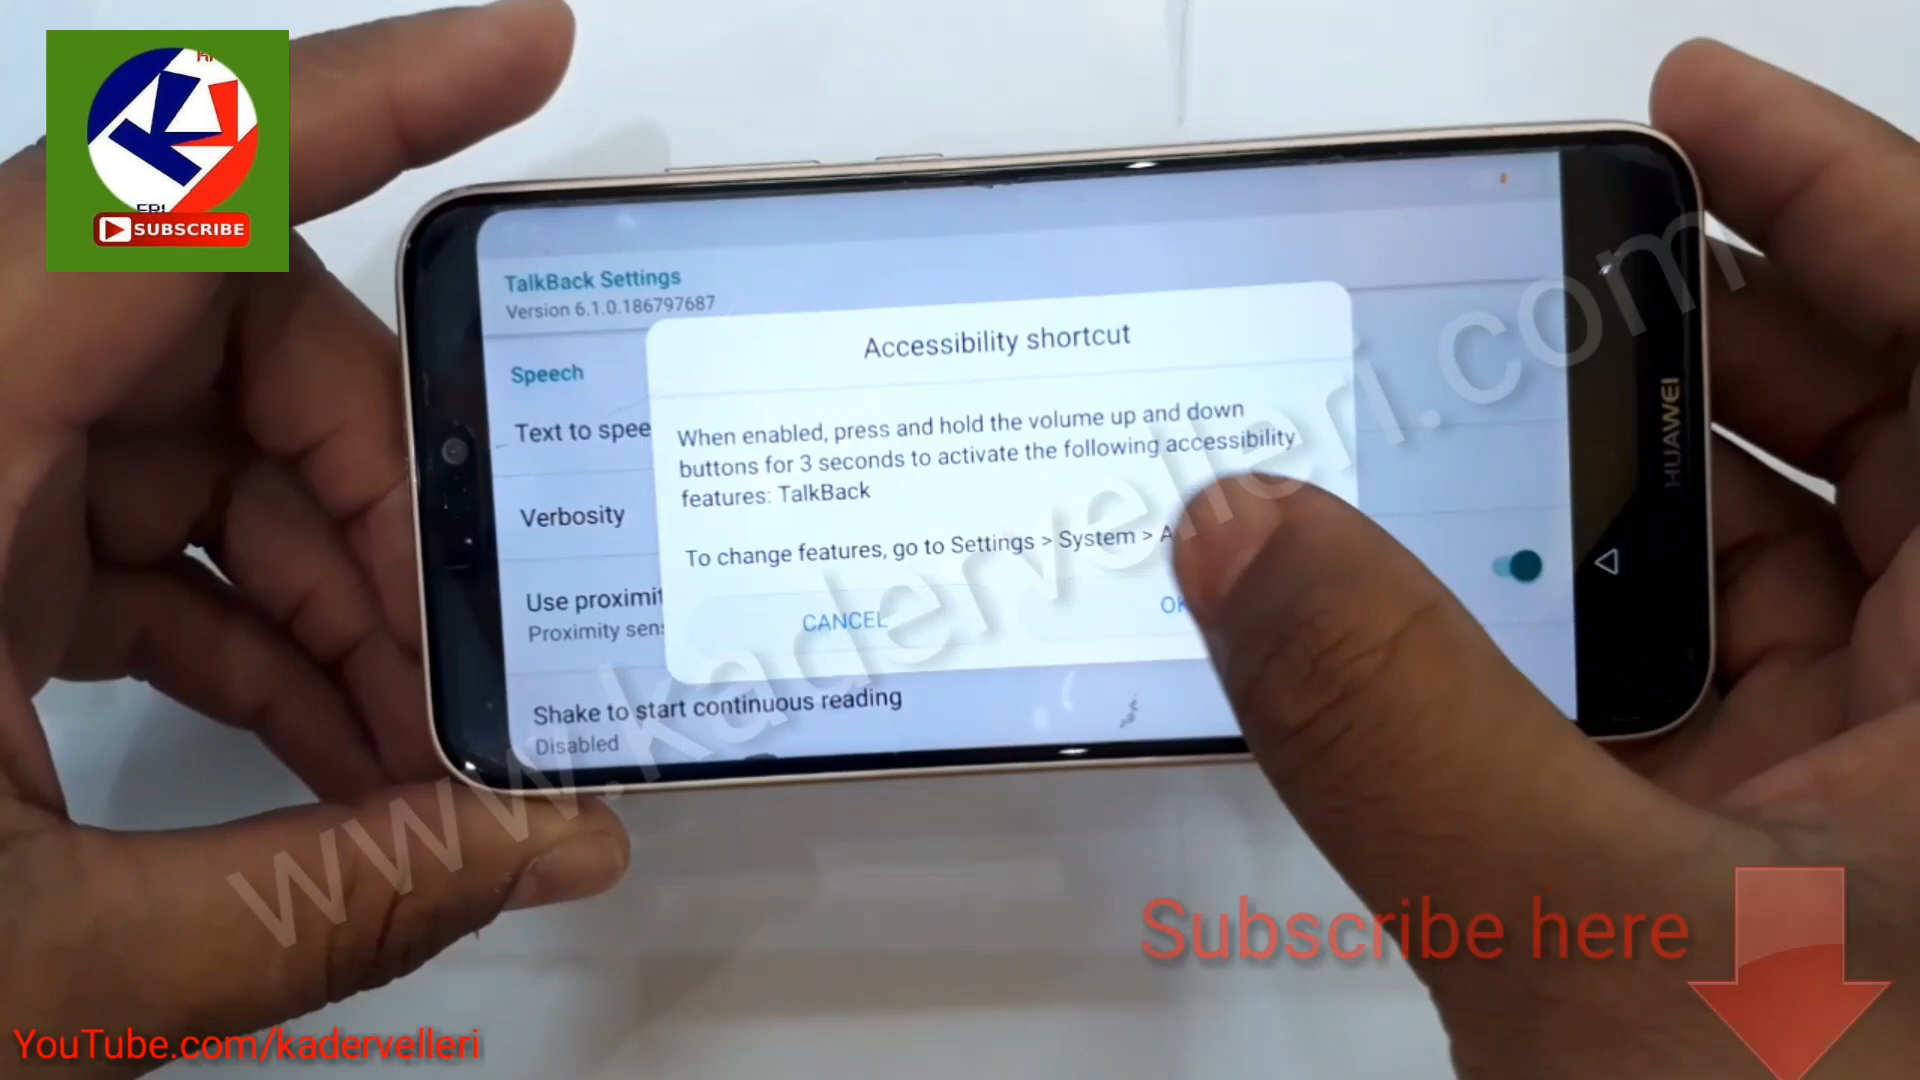 SUBSCRIBE
TalkBack Settings
Version 6.1.0.186797687
Speech
Text to spee
Verbosity
Use proximit
Proximity sens
Shake to start continuous reading
Disabled
Accessibility shortcut
When enabled, press and hold the volume up and down
buttons for 3 seconds to activate the following accessibility
features: TalkBack
To change features, go to Settings > System > A
CANCEL
OK
HUAWEI
www.kadervelleri.com
Subscribe here
YouTube.com/kadervelleri